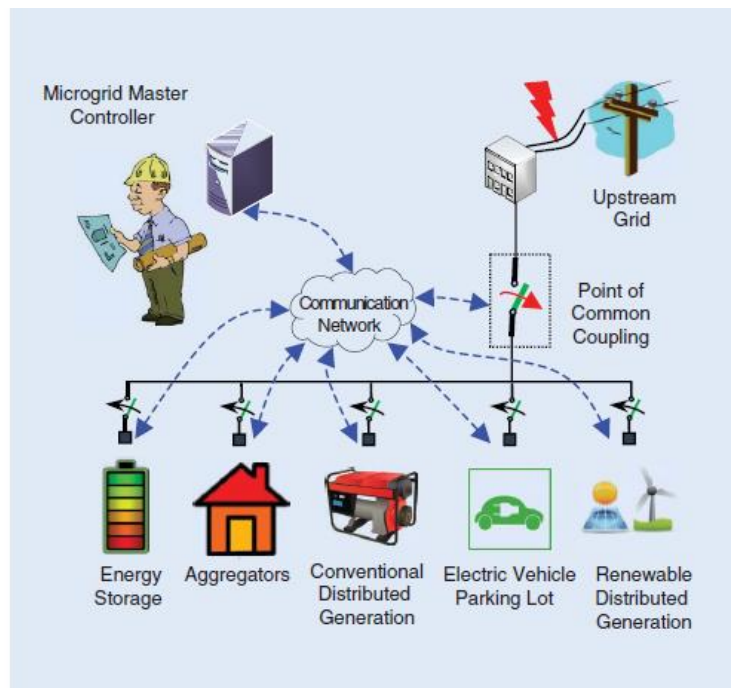 Microgrid Master
Controller
Upstream
Grid
Point of
Common
Coupling
Communication
Network
Energy
Storage
Aggregators
Conventional
Distributed
Generation
Electric Vehicle
Parking Lot
Renewable
Distributed
Generation